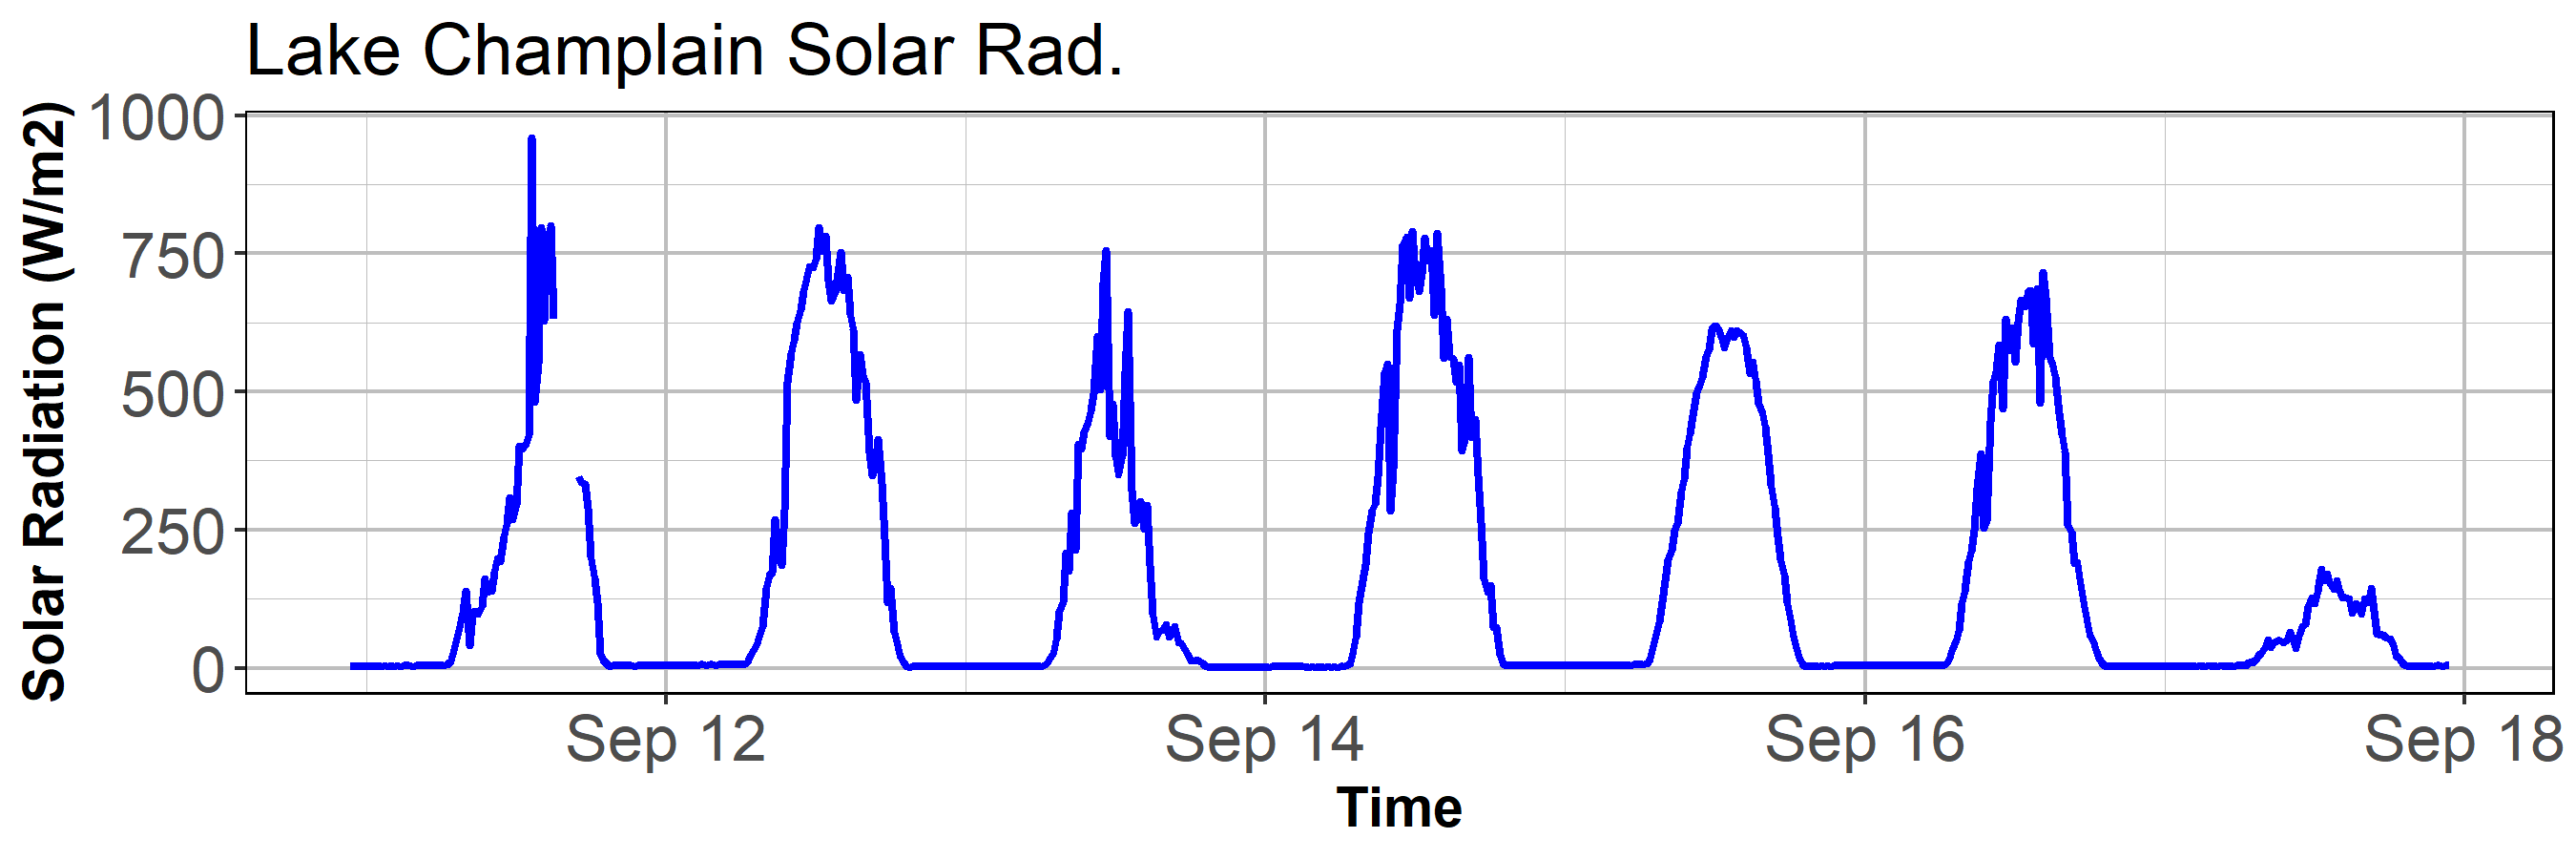 Lake Champlain Solar Rad.
Solar Radiation (W/m2)
1000
750
500
250
0
Sep 12 Sep 14 Sep 16 Sep 18
Time